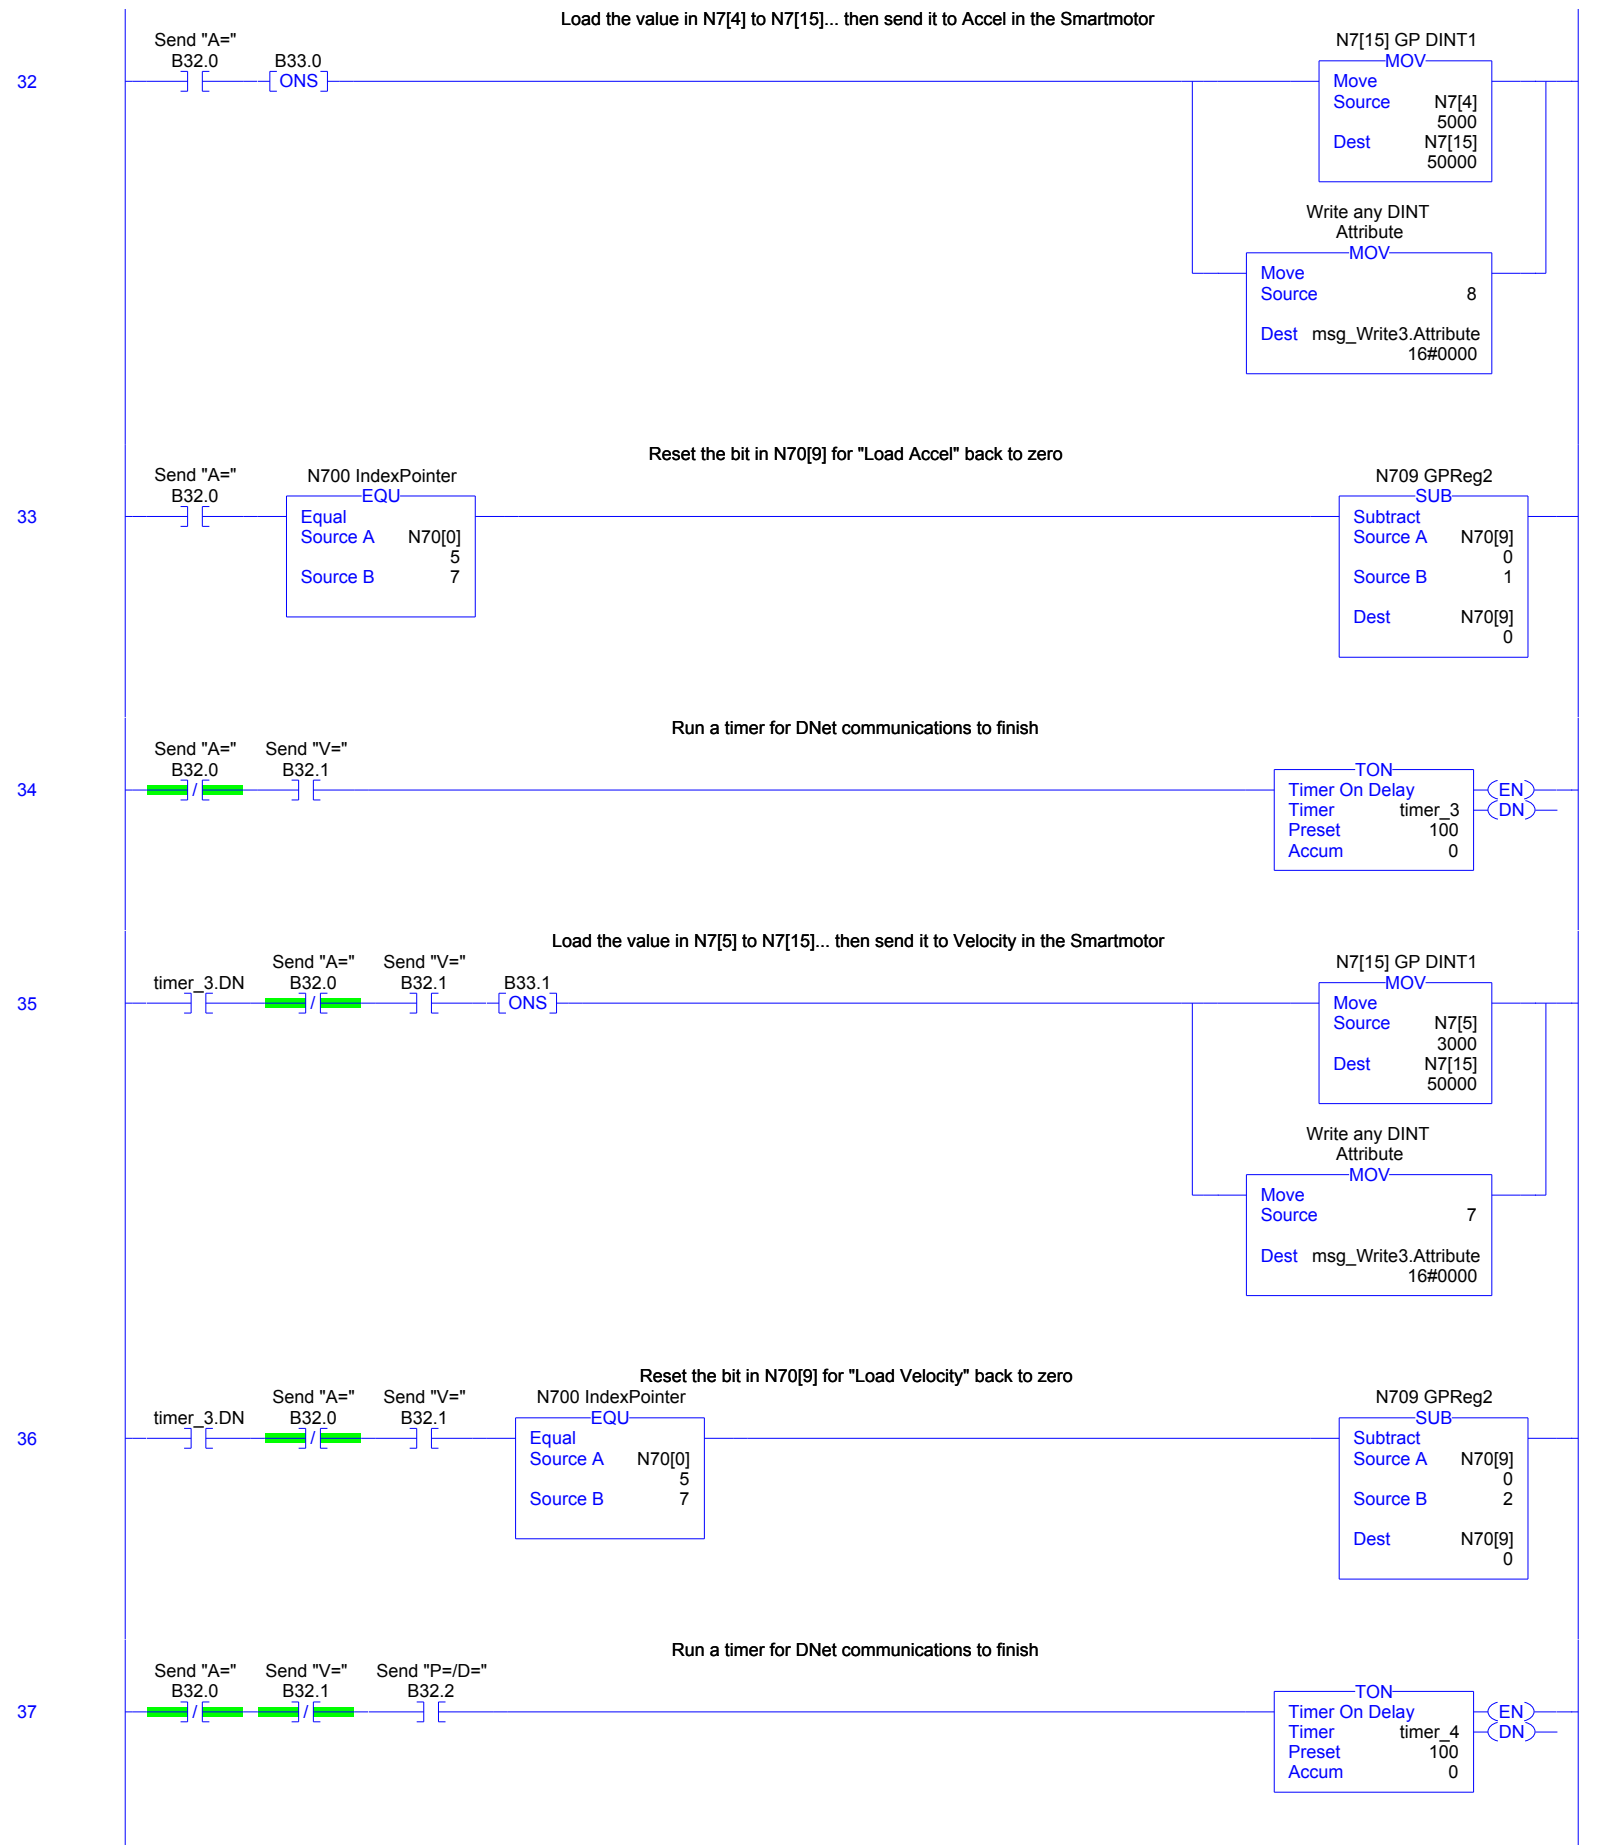 Load the value in N7[4] to N7[15]... then send it to Accel in the Smartmotor
Send "A="
B32.0
B33.0
N7[15] GP DINT1
32
ONS
MOV
Move
Source N7[4]
5000
Dest N7[15]
50000
Write any DINT
Attribute
MOV
Move
Source 8
Dest msg_Write3.Attribute
16#0000
Reset the bit in N70[9] for "Load Accel" back to zero
Send "A="
B32.0
N700 IndexPointer
N709 GPReg2
33
EQU
Equal
Source A N70[0]
5
Source B 7
SUB
Subtract
Source A N70[9]
0
Source B 1
Dest N70[9]
0
Run a timer for DNet communications to finish
Send "A="
B32.0
Send "V="
B32.1
34
/
TON
Timer On Delay
Timer timer_3
Preset 100
Accum 0
EN
DN
Load the value in N7[5] to N7[15]... then send it to Velocity in the Smartmotor
timer_3.DN
Send "A="
B32.0
Send "V="
B32.1
B33.1
N7[15] GP DINT1
35
/
ONS
MOV
Move
Source N7[5]
3000
Dest N7[15]
50000
Write any DINT
Attribute
MOV
Move
Source 7
Dest msg_Write3.Attribute
16#0000
Reset the bit in N70[9] for "Load Velocity" back to zero
timer_3.DN
Send "A="
B32.0
Send "V="
B32.1
N700 IndexPointer
N709 GPReg2
36
/
EQU
Equal
Source A N70[0]
5
Source B 7
SUB
Subtract
Source A N70[9]
0
Source B 2
Dest N70[9]
0
Run a timer for DNet communications to finish
Send "A="
B32.0
Send "V="
B32.1
Send "P=/D="
B32.2
37
/
/
TON
Timer On Delay
Timer timer_4
Preset 100
Accum 0
EN
DN